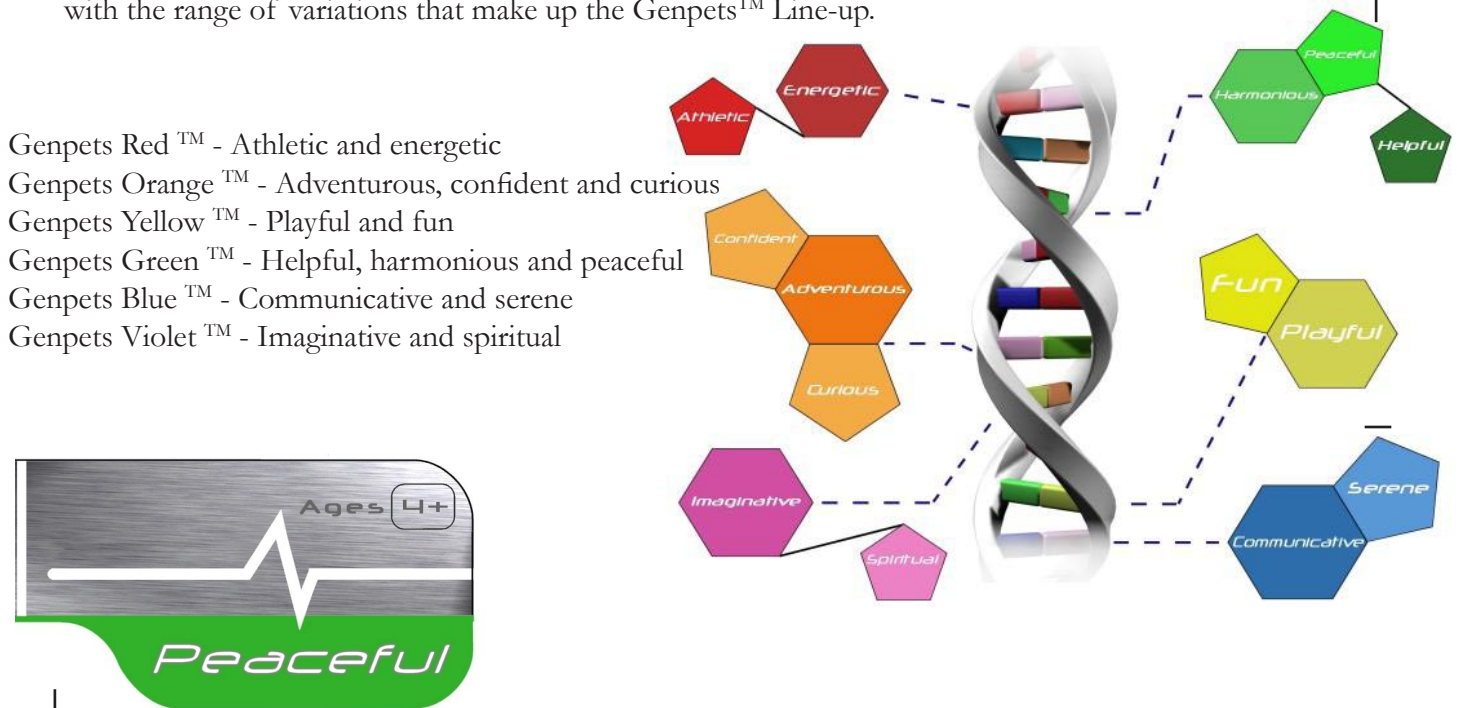 with the range of variations that make up the Genpets™ Line-up.
Genpets Red ™ - Athletic and energetic
Genpets Orange ™ - Adventurous, confident and curious
Genpets Yellow ™ - Playful and fun
Genpets Green ™ - Helpful, harmonious and peaceful
Genpets Blue ™ - Communicative and serene
Genpets Violet ™ - Imaginative and spiritual
Energetic
Athletic
Peaceful
Harmonious
Helpful
Confident
Adventurous
Curious
Fun
Playful
Imaginative
Spiritual
Serene
Communicative
Ages 4+
Peaceful